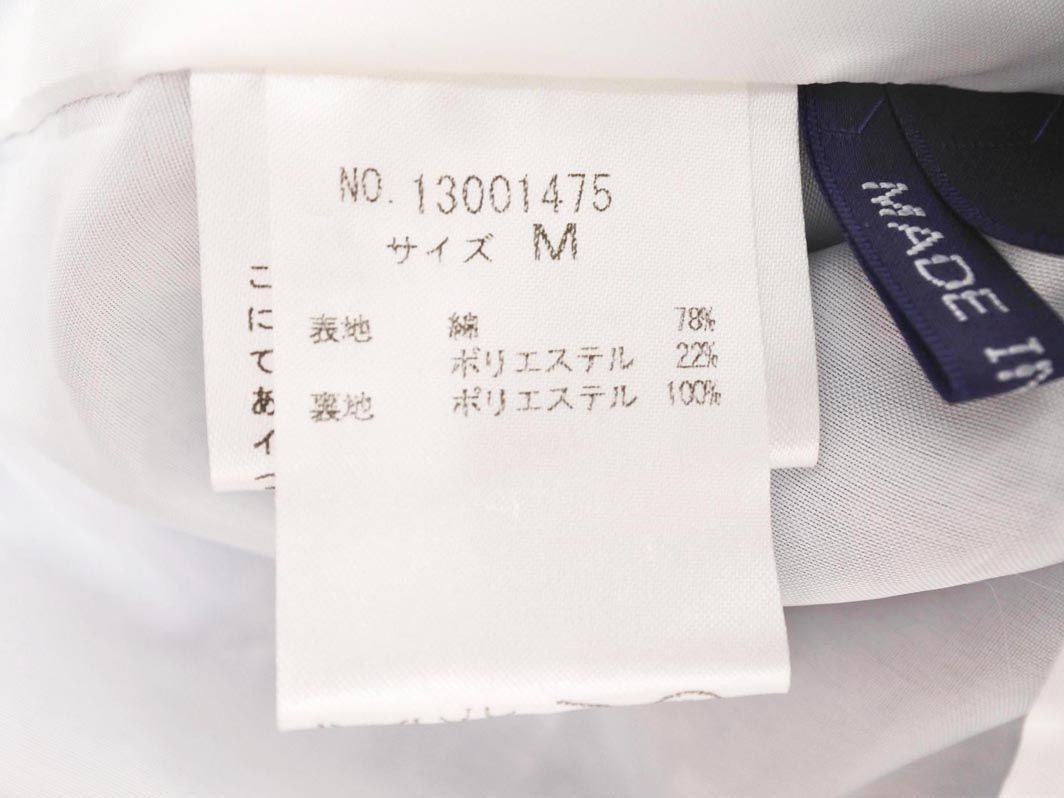 NO. 13001475
サイズ M
表地 綿 78%
ポリエステル 22%
裏地 ポリエステル 100%
こ
に
て
あ
イ
MADE IN